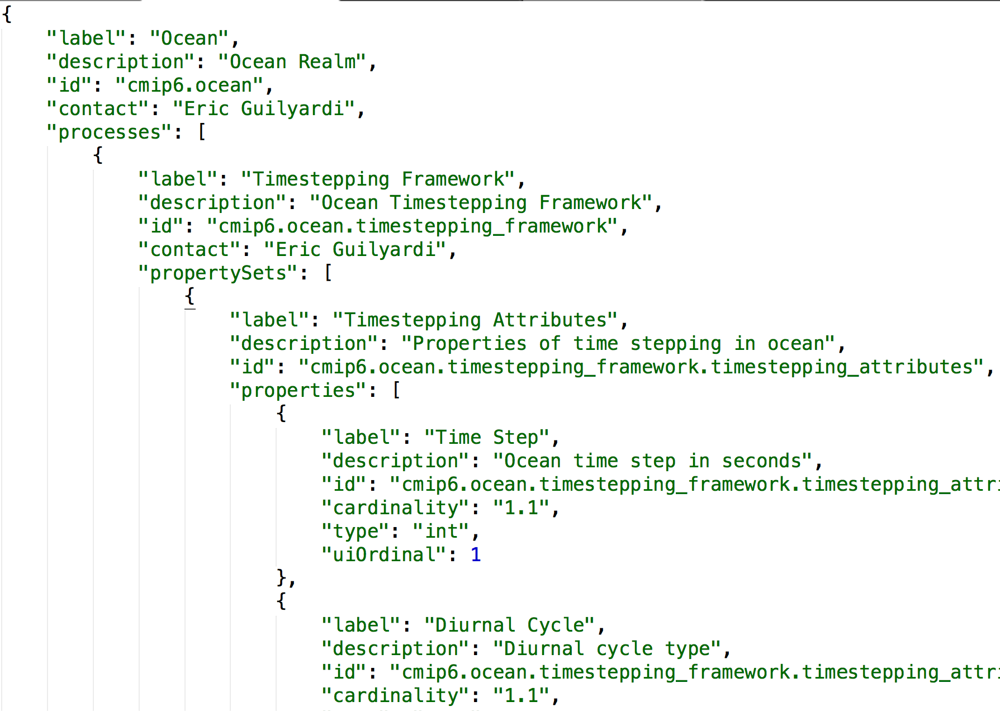 {
"label": "Ocean",
"description": "Ocean Realm",
"id": "cmip6.ocean",
"contact": "Eric Guilyardi",
"processes": [
{
"label": "Timestepping Framework",
"description": "Ocean Timestepping Framework",
"id": "cmip6.ocean.timestepping_framework",
"contact": "Eric Guilyardi",
"propertySets": [
{
"label": "Timestepping Attributes",
"description": "Properties of time stepping in ocean",
"id": "cmip6.ocean.timestepping_framework.timestepping_attributes",
"properties": [
{
"label": "Time Step",
"description": "Ocean time step in seconds",
"id": "cmip6.ocean.timestepping_framework.timestepping_attri
"cardinality": "1.1",
"type": "int",
"uiOrdinal": 1
},
{
"label": "Diurnal Cycle",
"description": "Diurnal cycle type",
"id": "cmip6.ocean.timestepping_framework.timestepping_attri
"cardinality": "1.1",